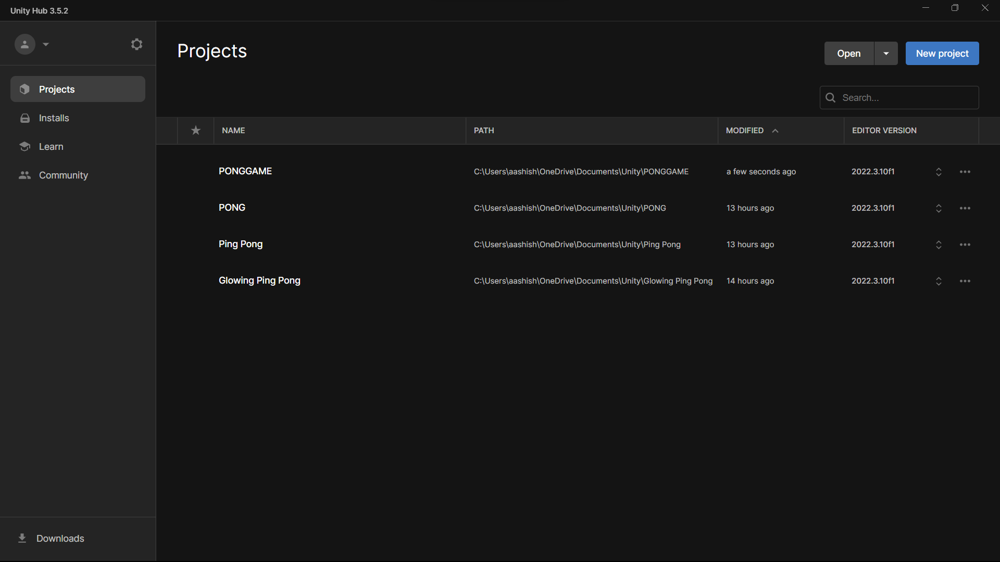 Unity Hub 3.5.2
Projects
Open
New project
Projects
Installs
Learn
Community
Search...
NAME PATH MODIFIED EDITOR VERSION
PONGGAME C:\Users\aashish\OneDrive\Documents\Unity\PONGGAME a few seconds ago 2022.3.10f1
PONG C:\Users\aashish\OneDrive\Documents\Unity\PONG 13 hours ago 2022.3.10f1
Ping Pong C:\Users\aashish\OneDrive\Documents\Unity\Ping Pong 13 hours ago 2022.3.10f1
Glowing Ping Pong C:\Users\aashish\OneDrive\Documents\Unity\Glowing Ping Pong 14 hours ago 2022.3.10f1
Downloads